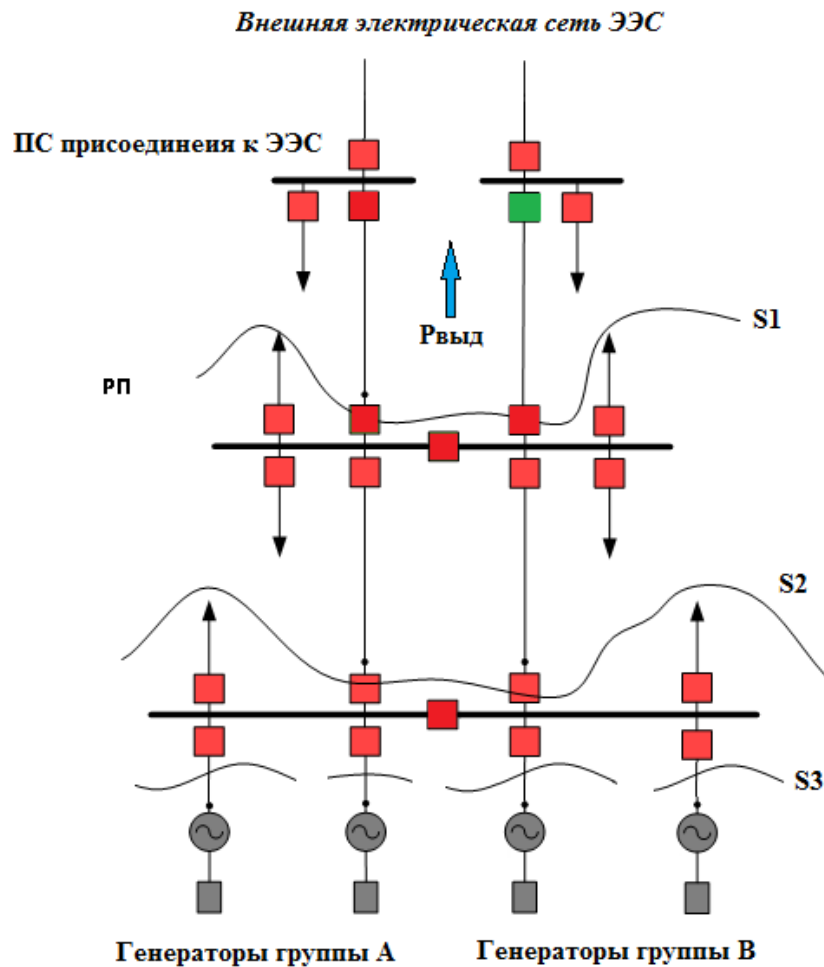 Внешняя электрическая сеть ЭЭС
ПС присоединеия к ЭЭС
Рвыд
S1
РП
S2
S3
Генераторы группы А
Генераторы группы В